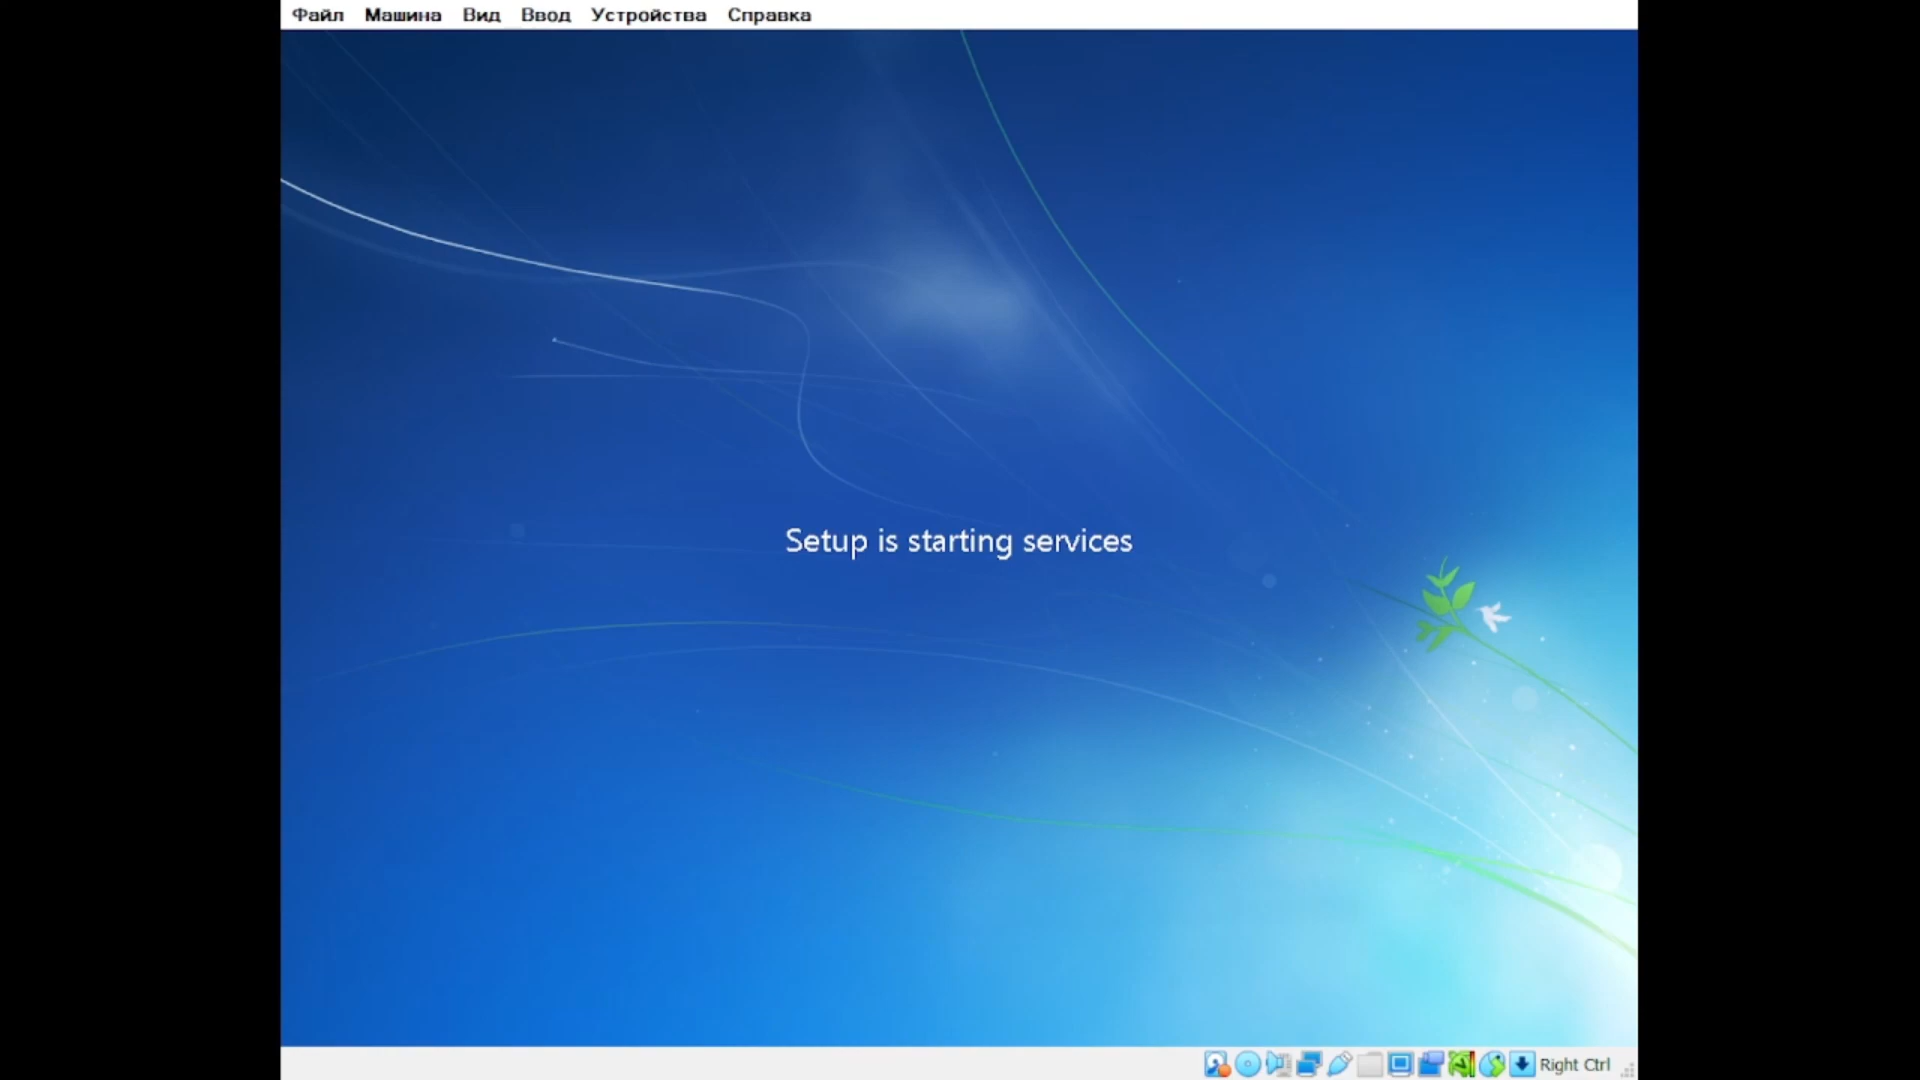 Файл Машина Вид Ввод Устройства Справка
Setup is starting services
Right Ctrl